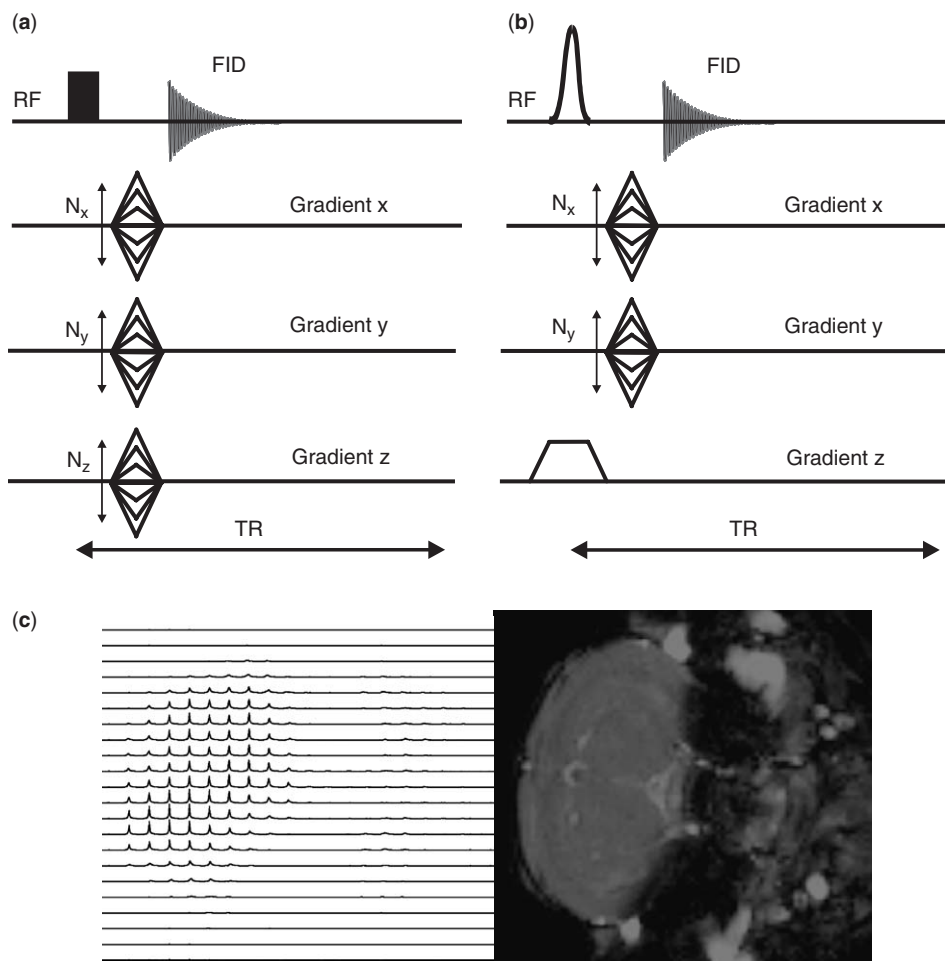 (a)
FID
RF
Nx
Gradient x
Ny
Gradient y
Nz
Gradient z
TR
(b)
FID
RF
Nx
Gradient x
Ny
Gradient y
Gradient z
TR
(c)